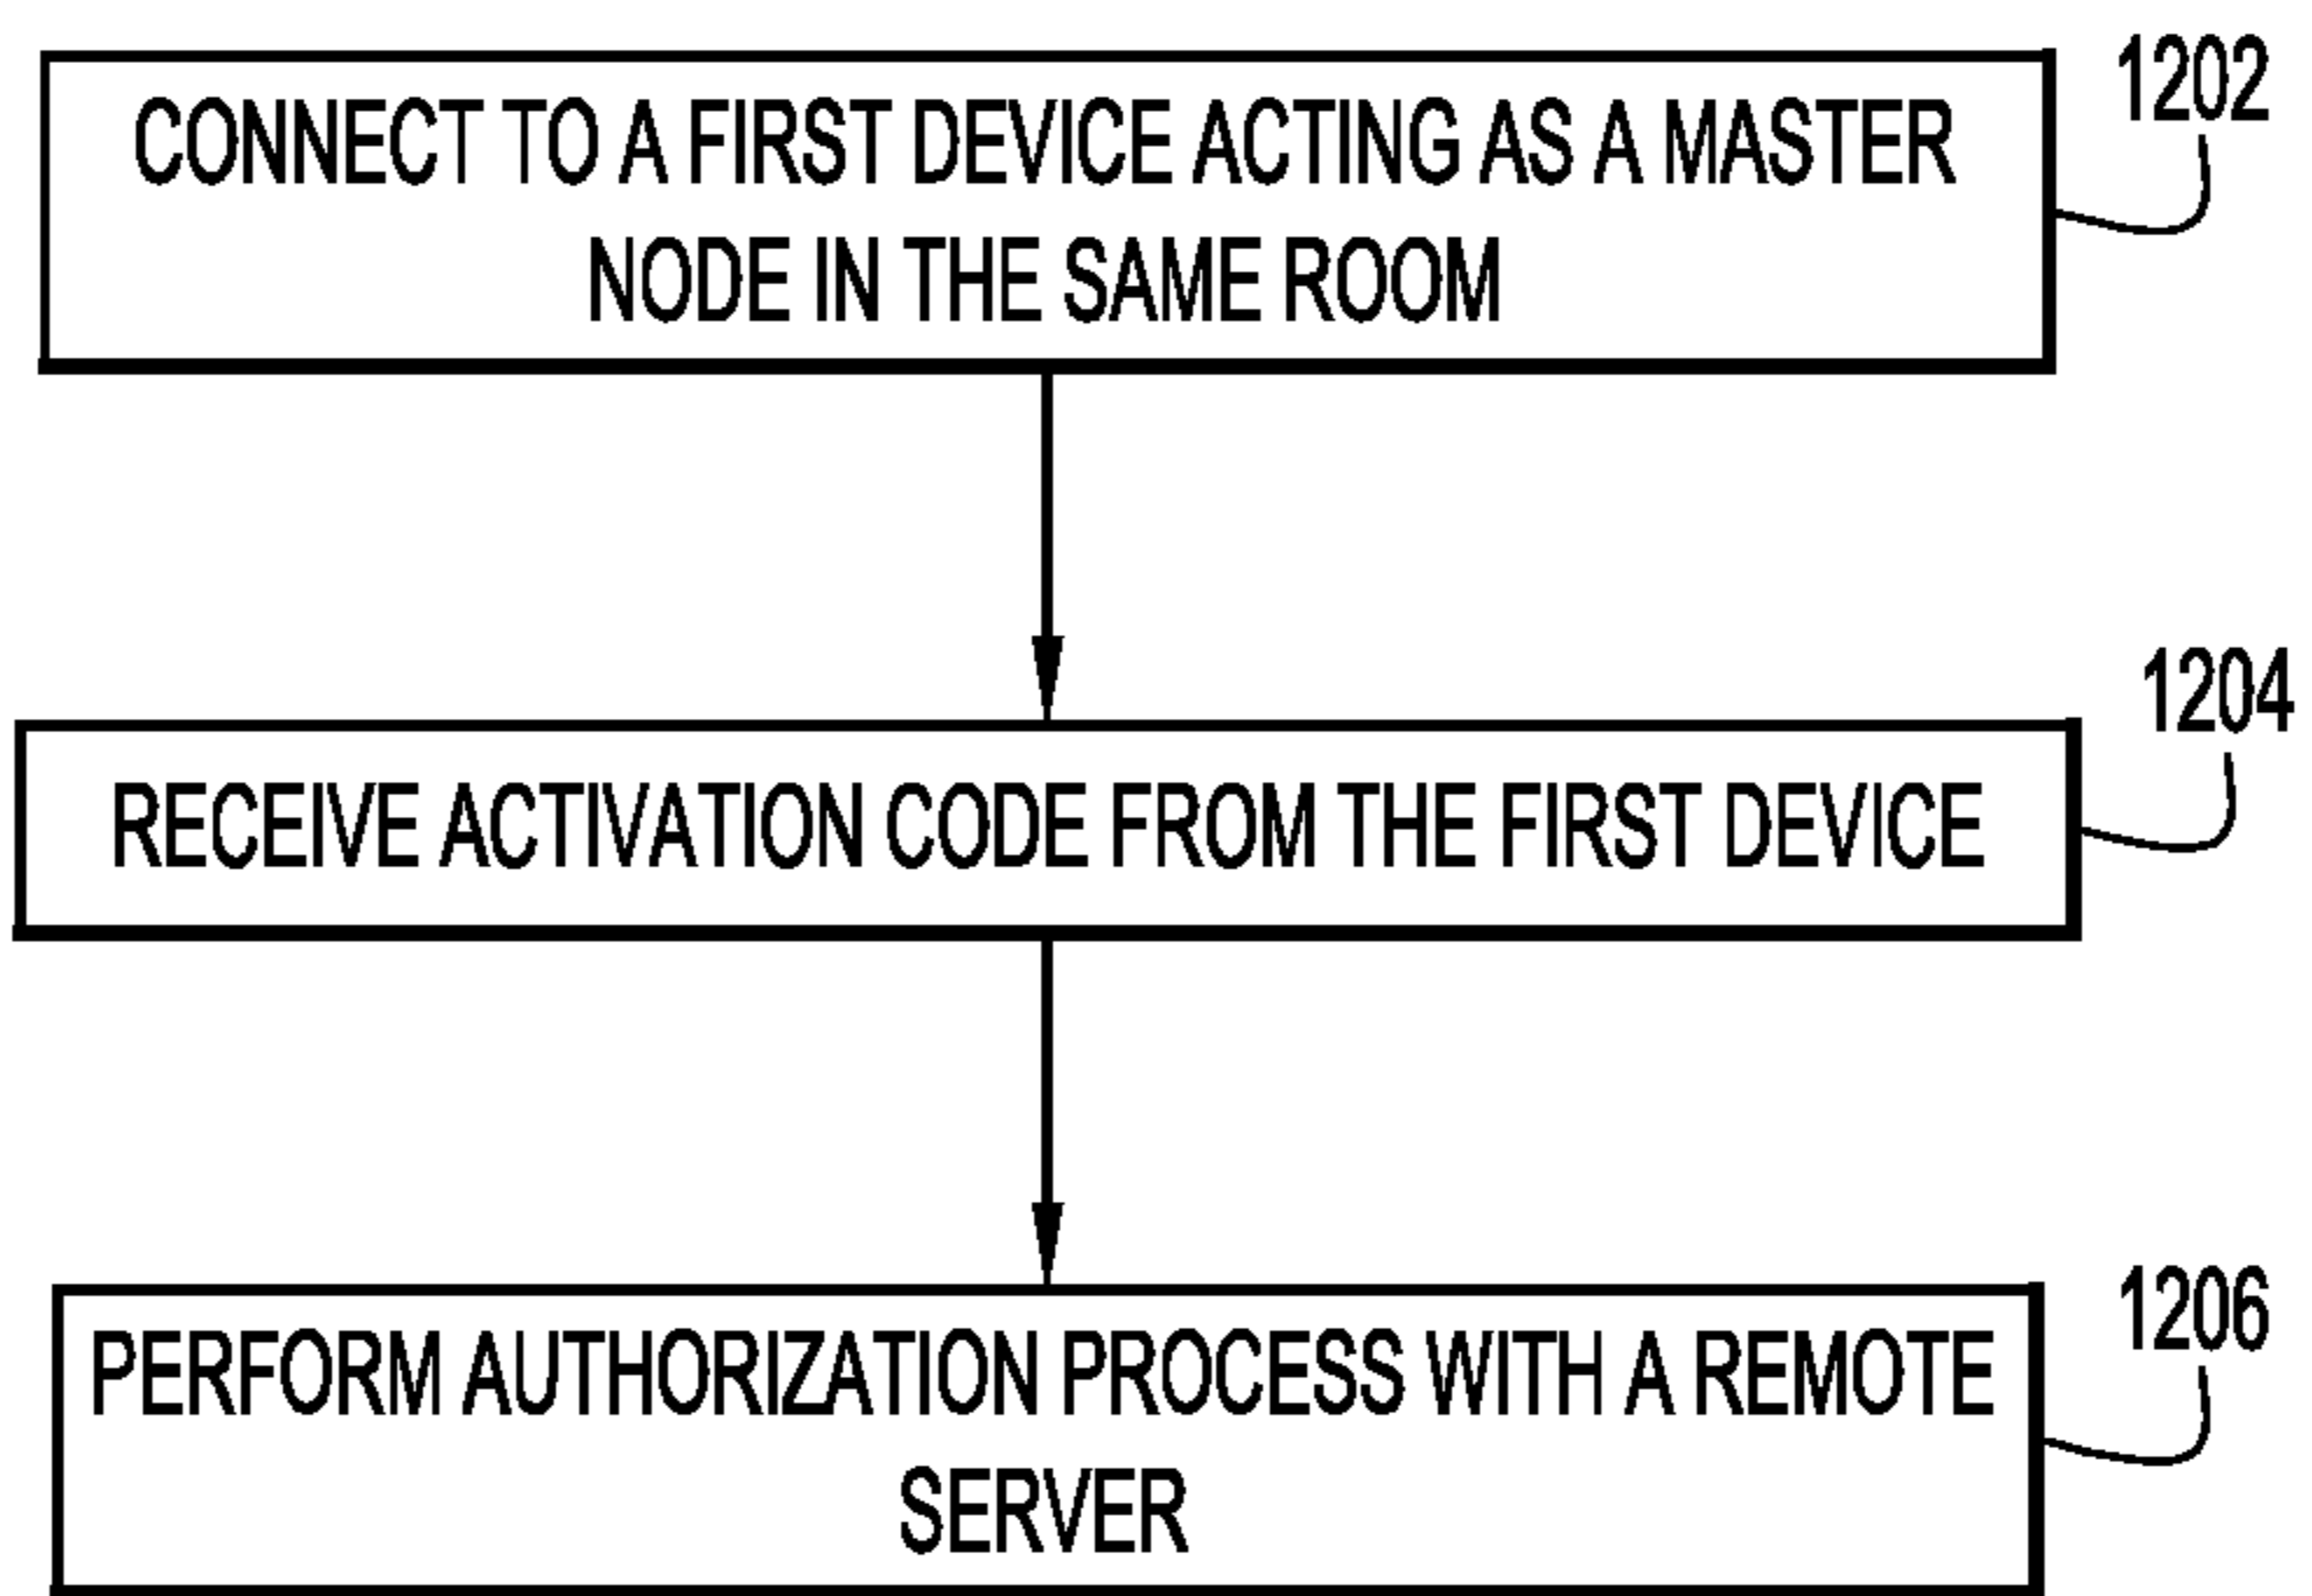 CONNECT TO A FIRST DEVICE ACTING AS A MASTER
NODE IN THE SAME ROOM
1202
RECEIVE ACTIVATION CODE FROM THE FIRST DEVICE
1204
PERFORM AUTHORIZATION PROCESS WITH A REMOTE
SERVER
1206